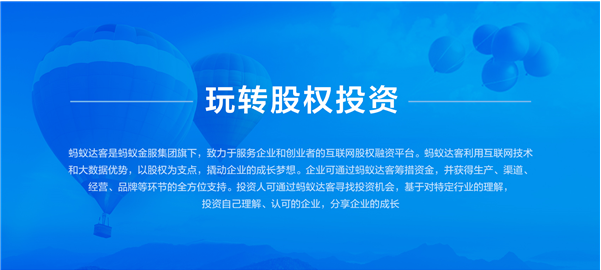 玩转股权投资
蚂蚁达客是蚂蚁金服集团旗下，致力于服务企业和创业者的互联网股权融资平台。蚂蚁达客利用互联网技术
和大数据优势，以股权为支点，撬动企业的成长梦想。企业可通过蚂蚁达客筹措资金，并获得生产、渠道、
经营、品牌等环节的全方位支持。投资人可通过蚂蚁达客寻找投资机会，基于对特定行业的理解，
投资自己理解、认可的企业，分享企业的成长